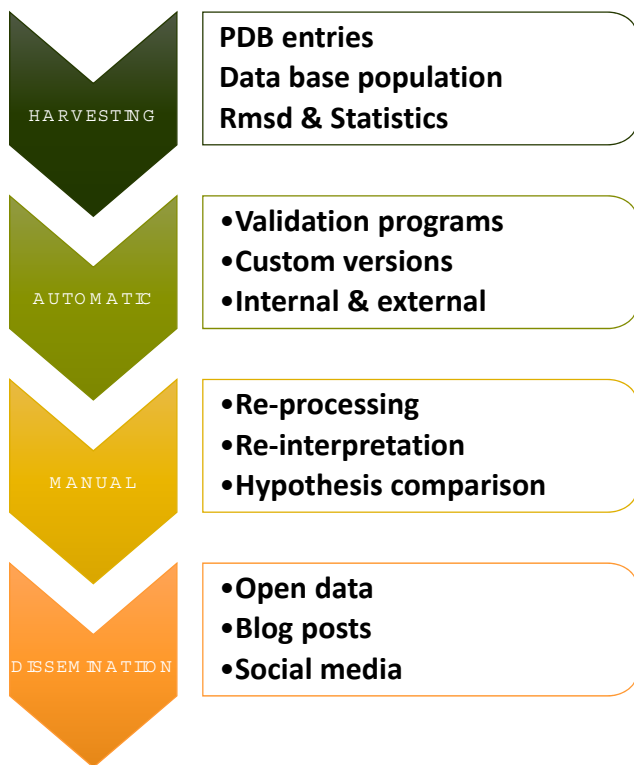 HARVESTING
PDB entries
Data base population
Rmsd & Statistics
AUTOMATIC
•Validation programs
•Custom versions
•Internal & external
MANUAL
•Re-processing
•Re-interpretation
•Hypothesis comparison
DISSEMINATION
•Open data
•Blog posts
•Social media